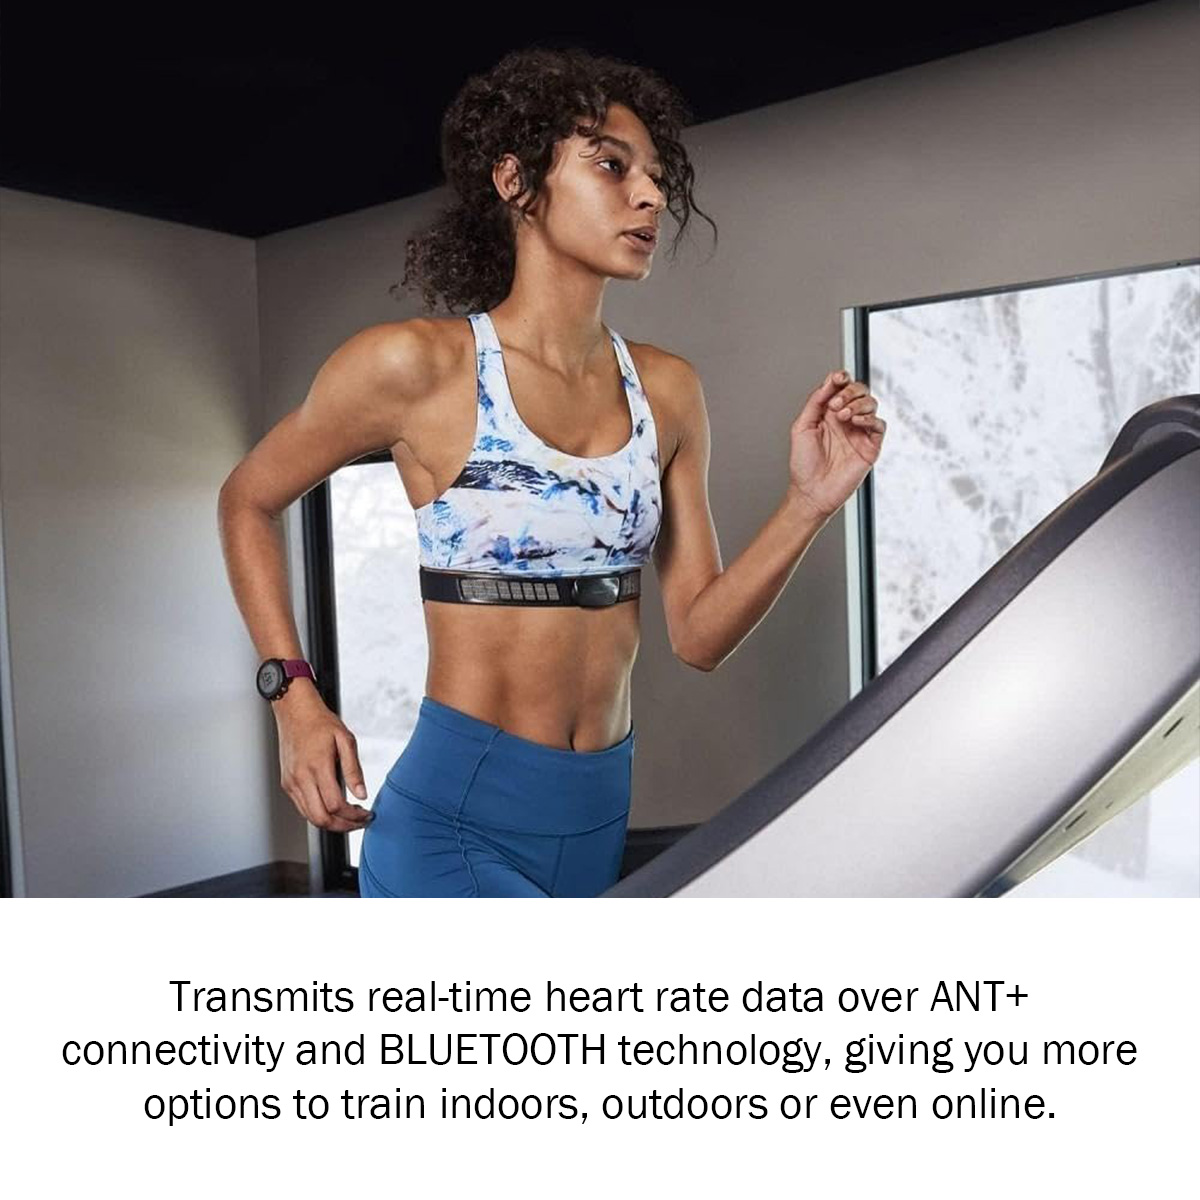 Transmits real-time heart rate data over ANT+
connectivity and BLUETOOTH technology, giving you more
options to train indoors, outdoors or even online.